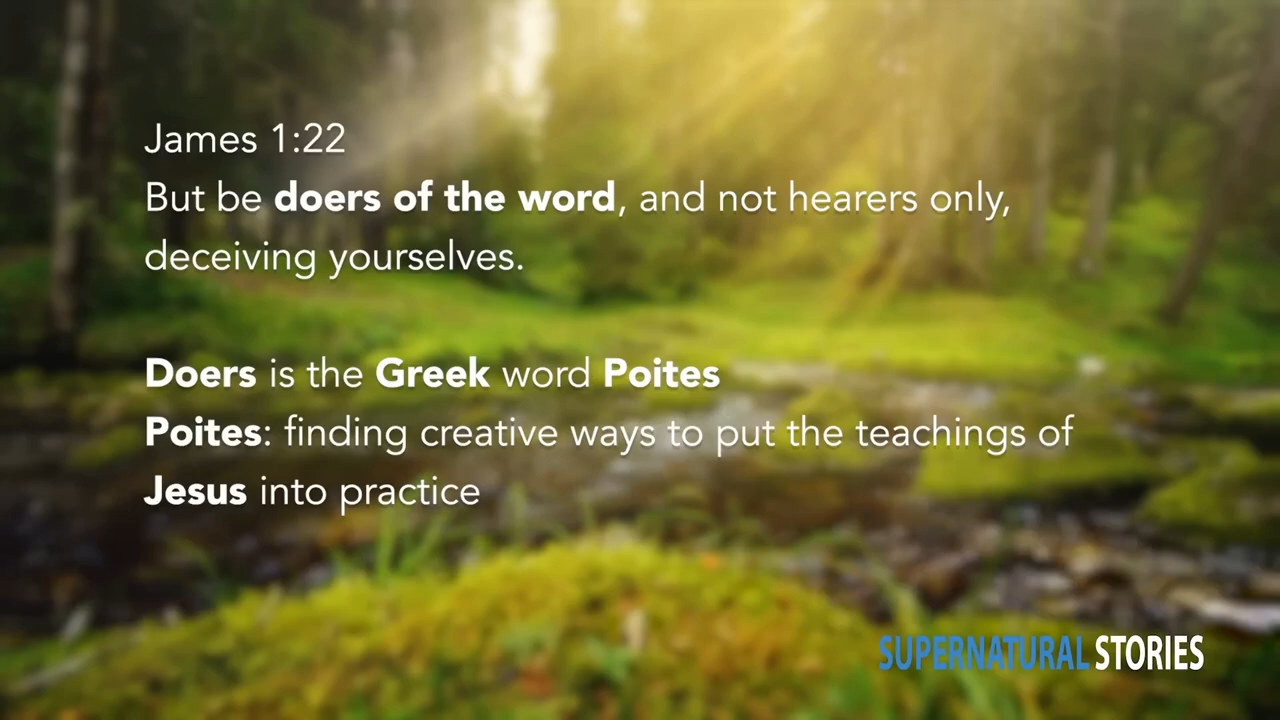 James 1:22
But be doers of the word, and not hearers only,
deceiving yourselves.
Doers is the Greek word Poites
Poites: finding creative ways to put the teachings of
Jesus into practice
SUPERNATURAL STORIES